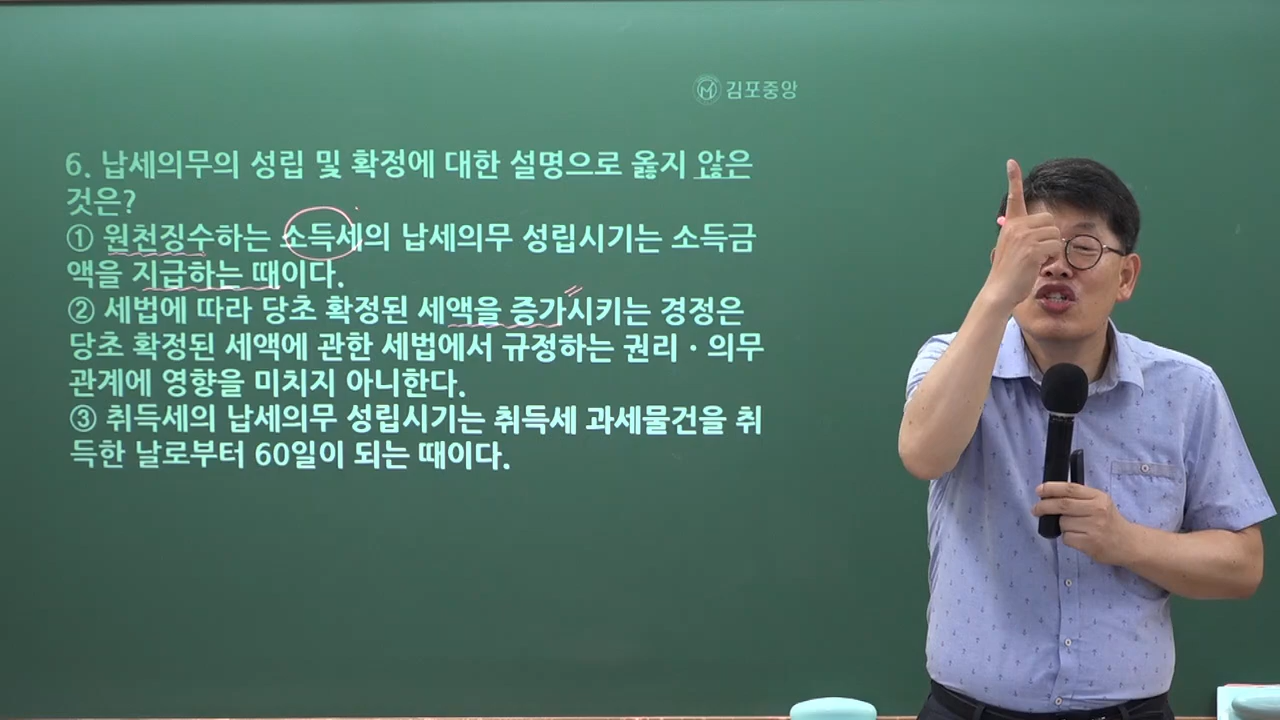 김포중앙
6. 납세의무의 성립 및 확정에 대한 설명으로 옳지 않은
것은?
① 원천징수하는 소득세의 납세의무 성립시기는 소득금
액을 지급하는 때이다.
② 세법에 따라 당초 확정된 세액을 증가시키는 경정은
당초 확정된 세액에 관한 세법에서 규정하는 권리 · 의무
관계에 영향을 미치지 아니한다.
③ 취득세의 납세의무 성립시기는 취득세 과세물건을 취
득한 날로부터 60일이 되는 때이다.